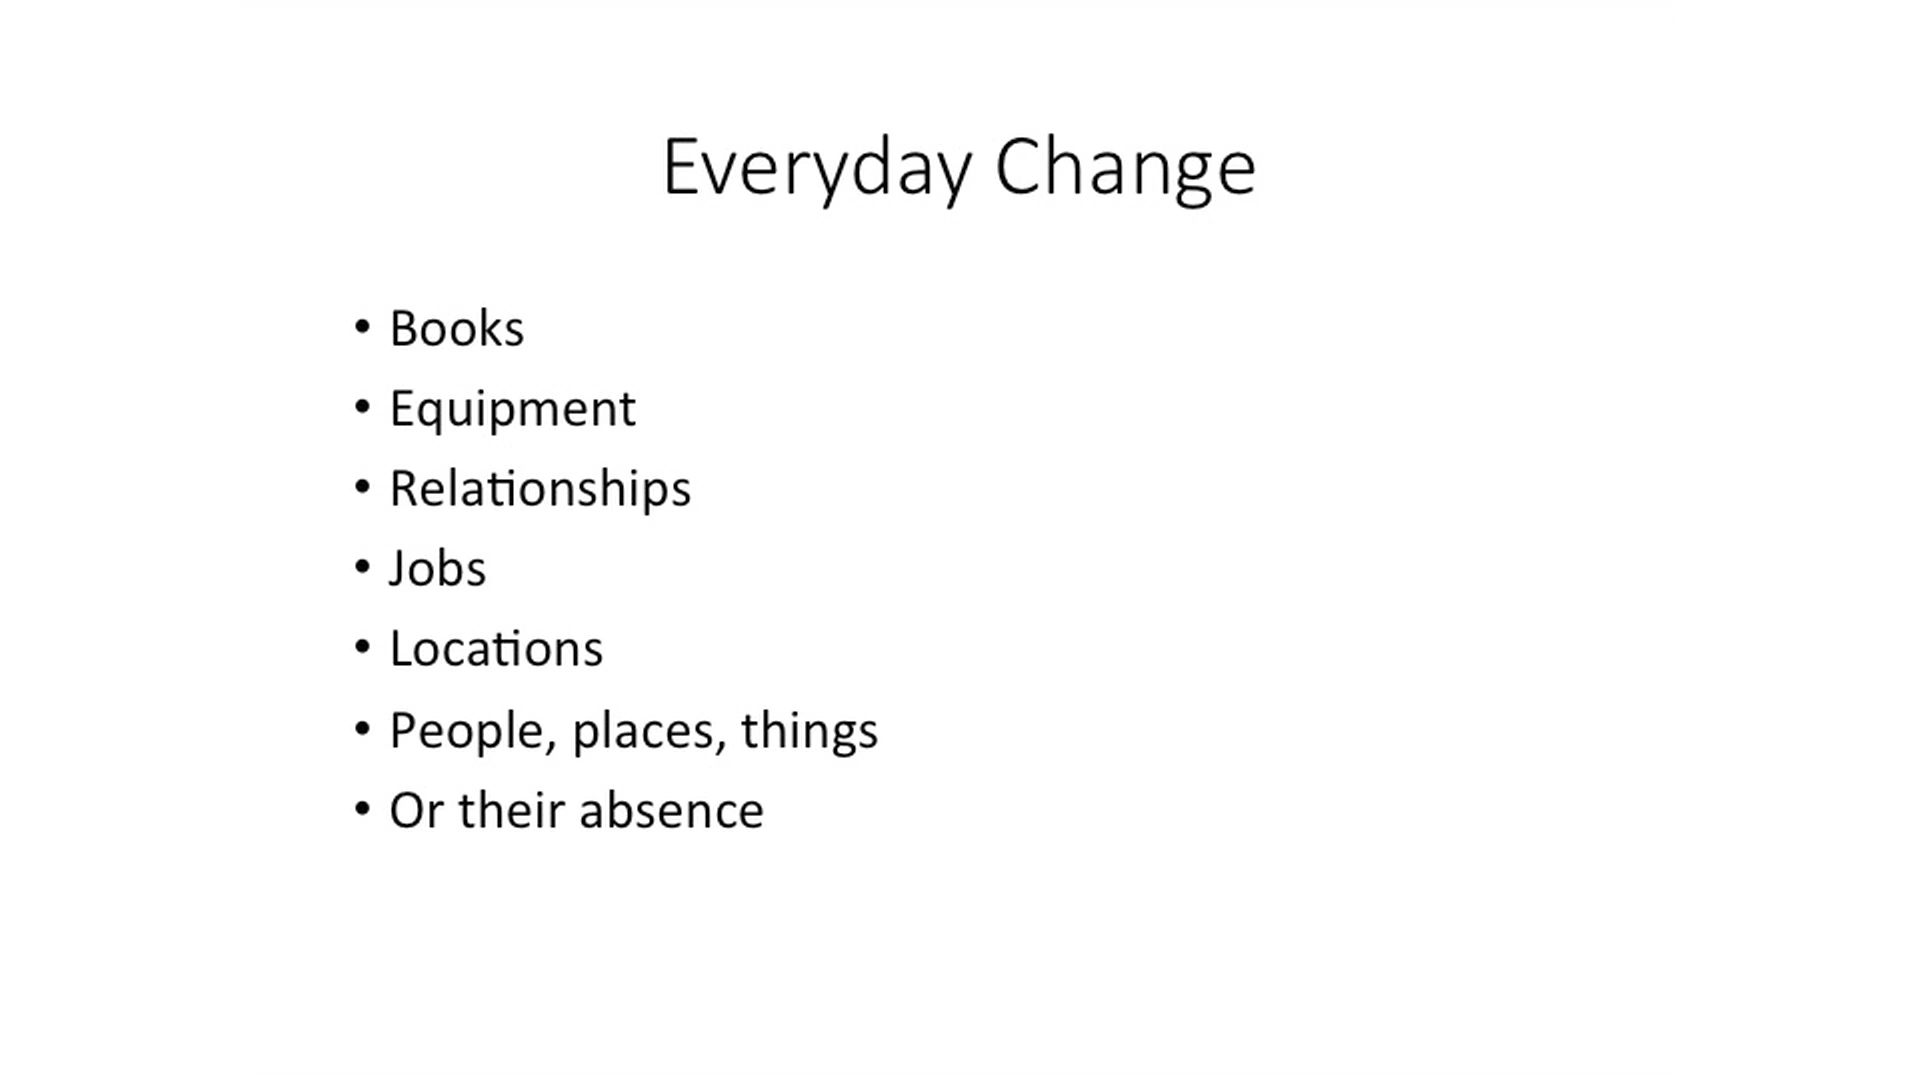 Everyday Change
• Books
• Equipment
• Relationships
• Jobs
• Locations
• People, places, things
• Or their absence